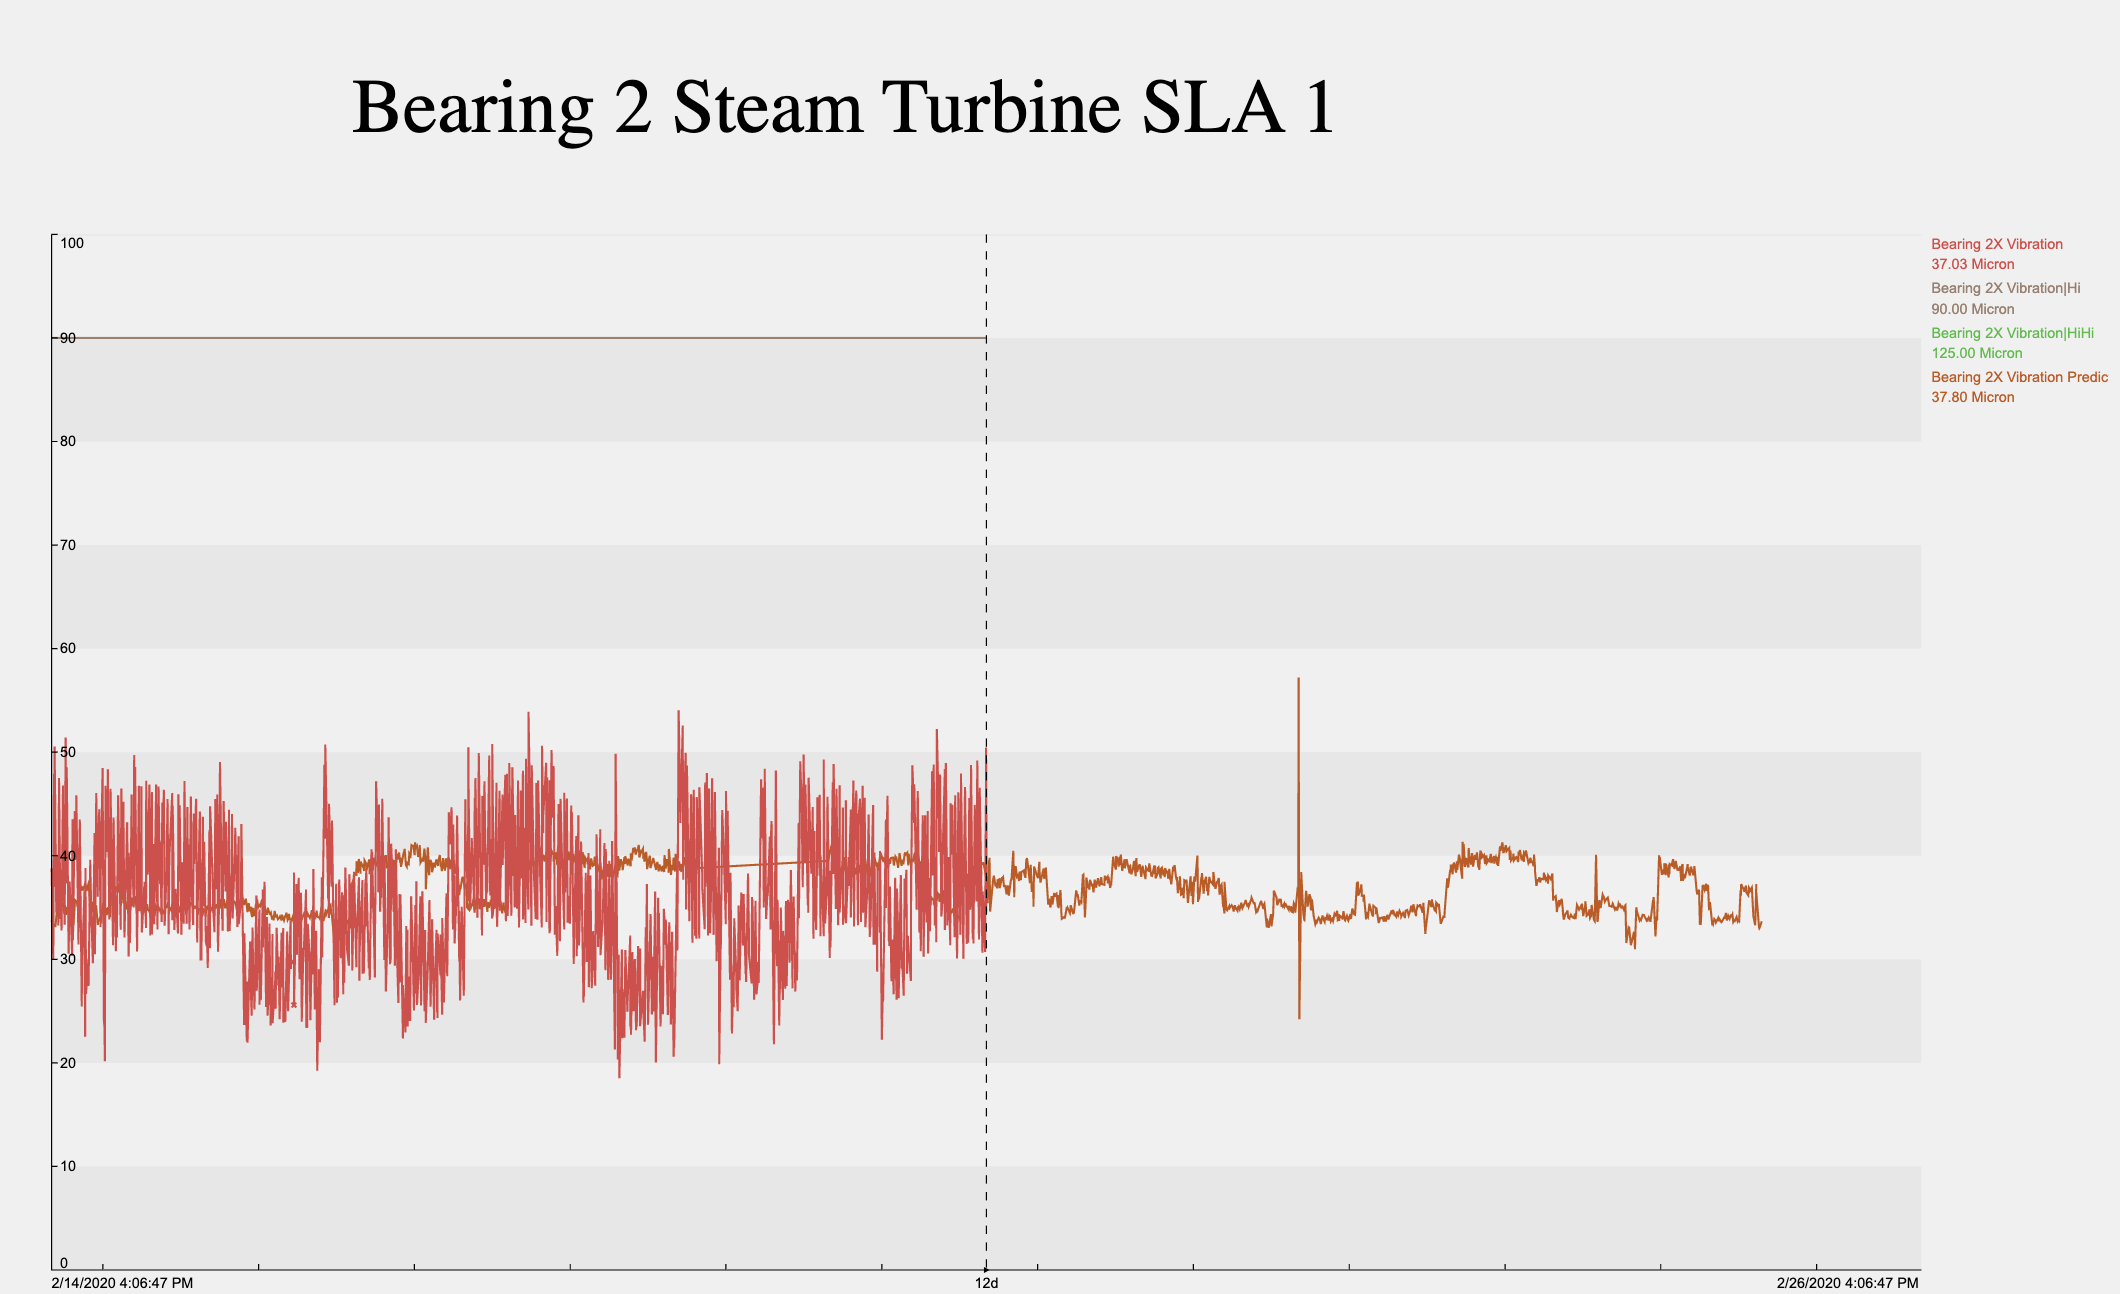 Bearing 2 Steam Turbine SLA 1
100
90
80
70
60
50
40
30
20
10
0
2/14/2020 4:06:47 PM
12d
2/26/2020 4:06:47 PM
Bearing 2X Vibration
37.03 Micron
Bearing 2X Vibration|Hi
90.00 Micron
Bearing 2X Vibration|HiHi
125.00 Micron
Bearing 2X Vibration Predic
37.80 Micron